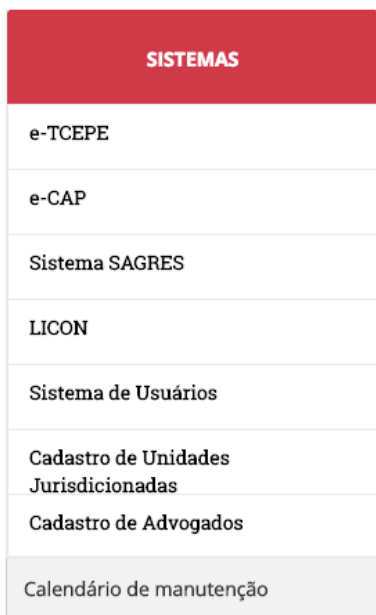 SISTEMAS
e-TCEPE
e-CAP
Sistema SAGRES
LICON
Sistema de Usuários
Cadastro de Unidades
Jurisdicionadas
Cadastro de Advogados
Calendário de manutenção